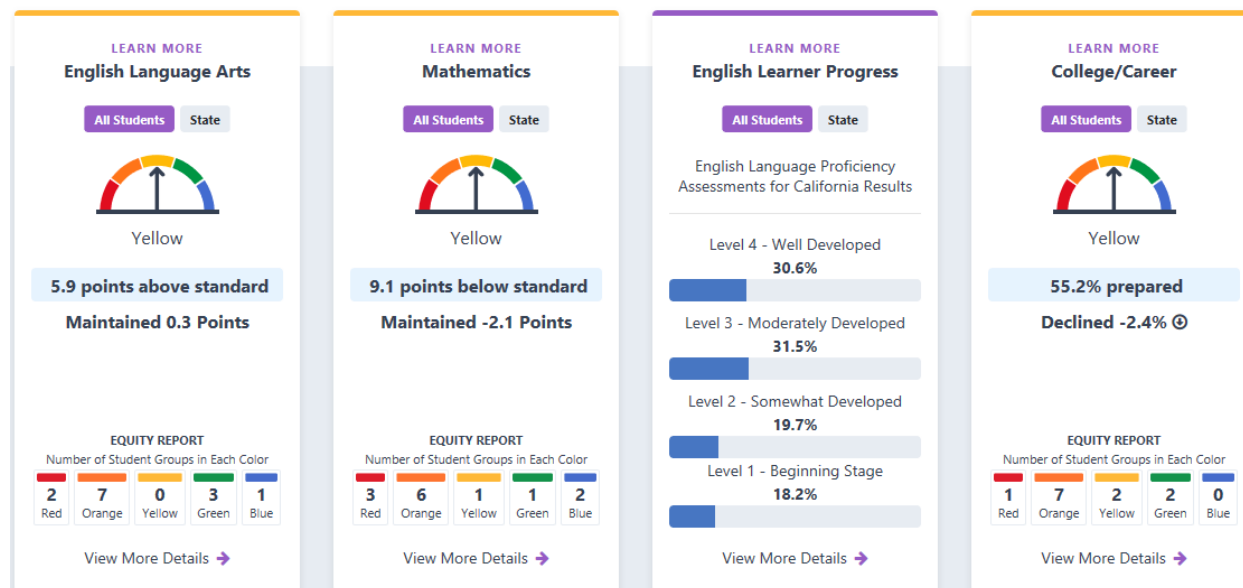 LEARN MORE
English Language Arts
All Students State
Yellow
5.9 points above standard
Maintained 0.3 Points
EQUITY REPORT
Number of Student Groups in Each Color
2 7 0 3 1
Red Orange Yellow Green Blue
View More Details →
LEARN MORE
Mathematics
All Students State
Yellow
9.1 points below standard
Maintained -2.1 Points
EQUITY REPORT
Number of Student Groups in Each Color
3 6 1 1 2
Red Orange Yellow Green Blue
View More Details →
LEARN MORE
English Learner Progress
All Students State
English Language Proficiency
Assessments for California Results
Level 4 - Well Developed
30.6%
Level 3 - Moderately Developed
31.5%
Level 2 - Somewhat Developed
19.7%
Level 1 - Beginning Stage
18.2%
View More Details →
LEARN MORE
College/Career
All Students State
Yellow
55.2% prepared
Declined -2.4%
EQUITY REPORT
Number of Student Groups in Each Color
1 7 2 2 0
Red Orange Yellow Green Blue
View More Details →